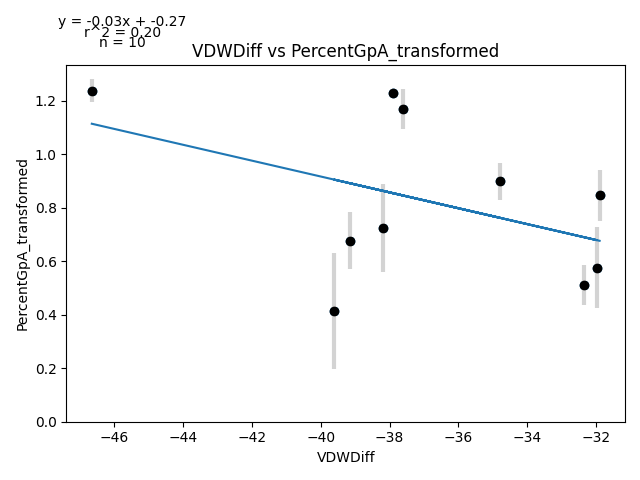 y = -0.03x + -0.27
r^2 = 0.20
n = 10
VDWDiff vs PercentGpA_transformed
PercentGpA_transformed
1.2
1.0
0.8
0.6
0.4
0.2
0.0
−46
−44
−42
−40
−38
−36
−34
−32
VDWDiff